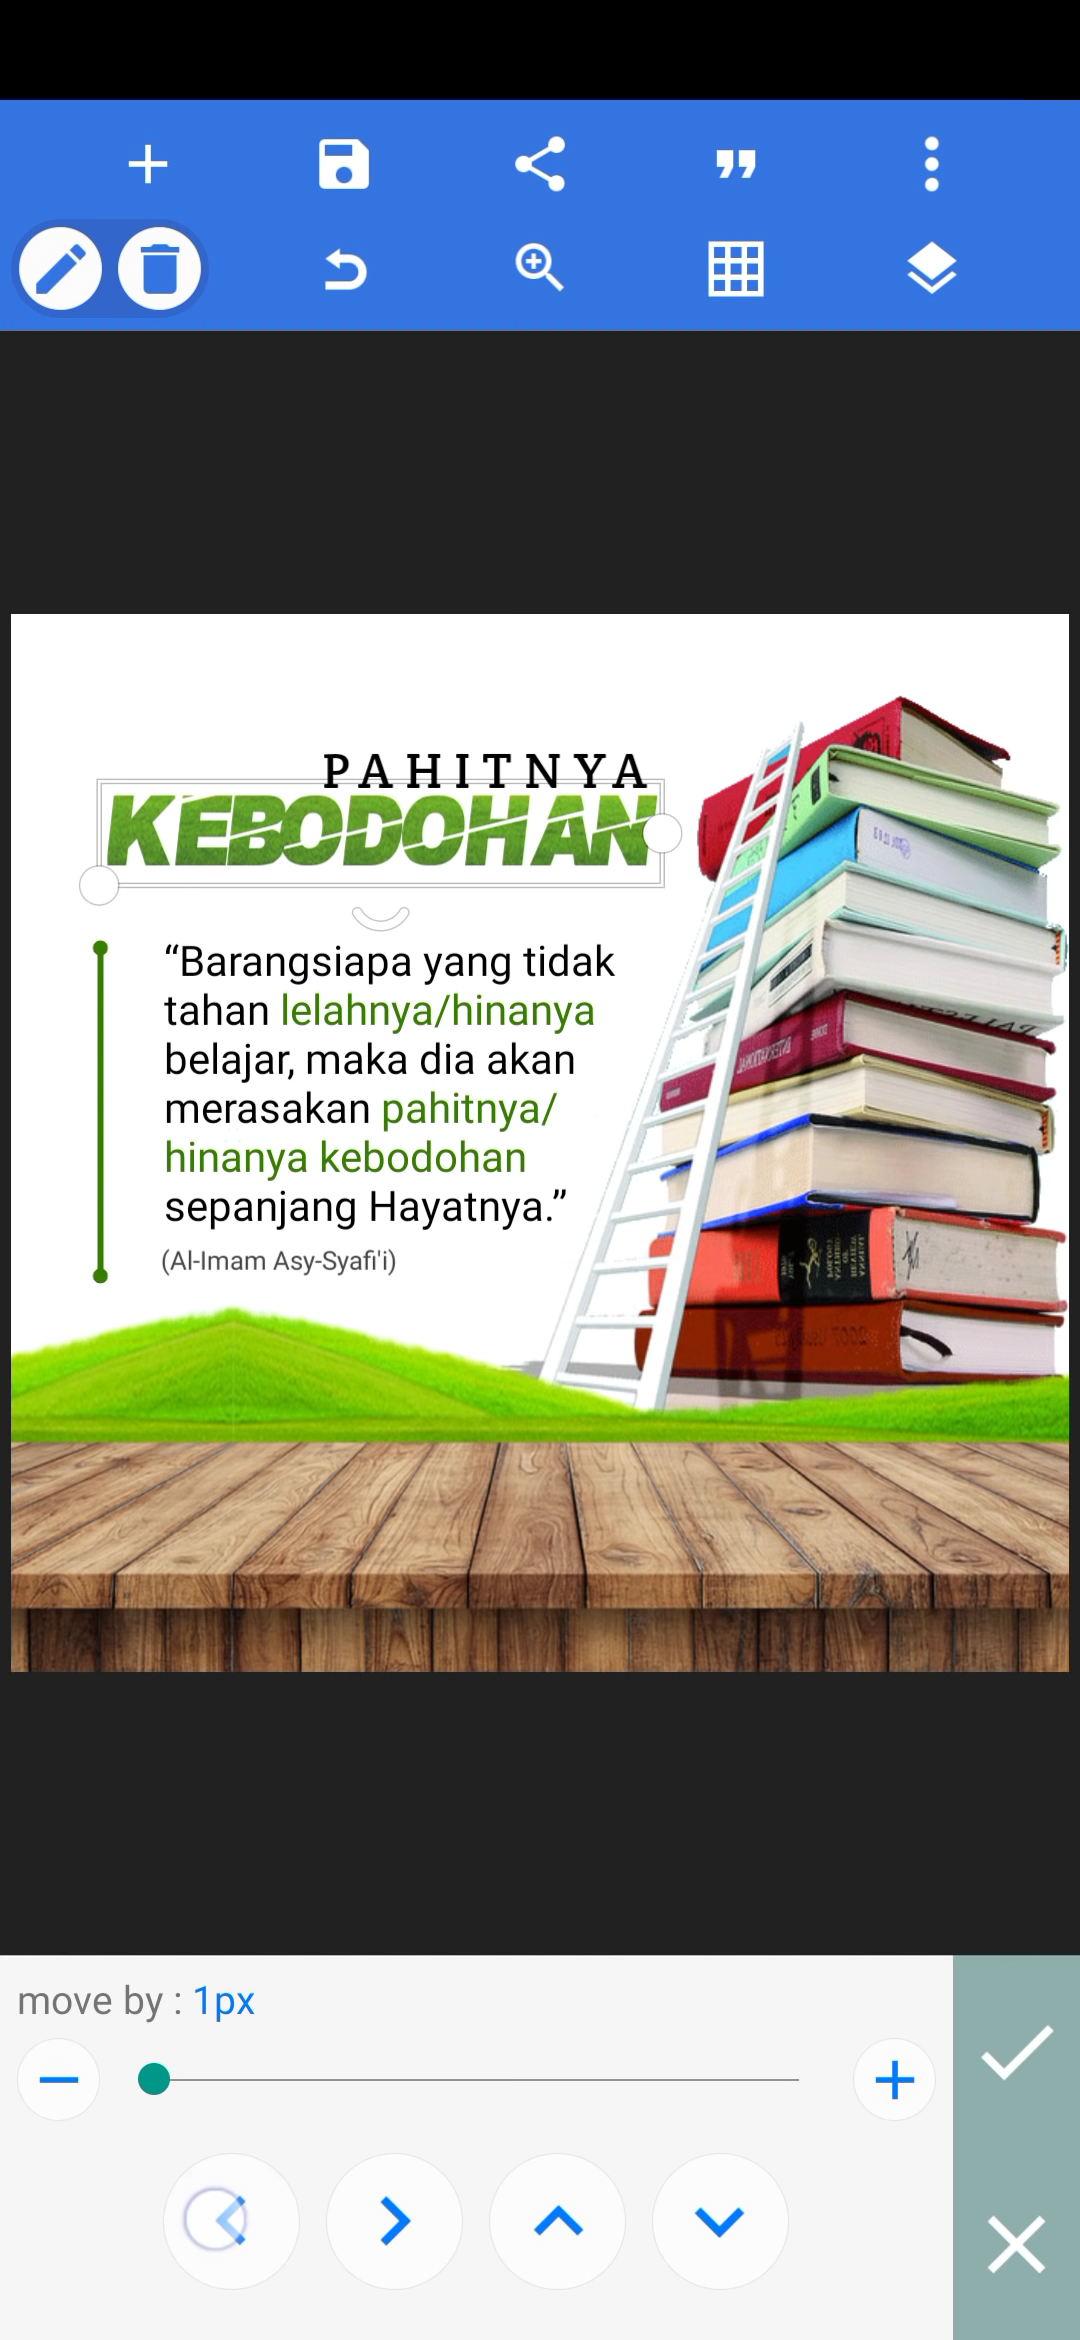 PAHITNYA
KEBODOHAN
“Barangsiapa yang tidak
tahan lelahnya/hinanya
belajar, maka dia akan
merasakan pahitnya/
hinanya kebodohan
sepanjang Hayatnya.”
(Al-Imam Asy-Syafi'i)
move by : 1px